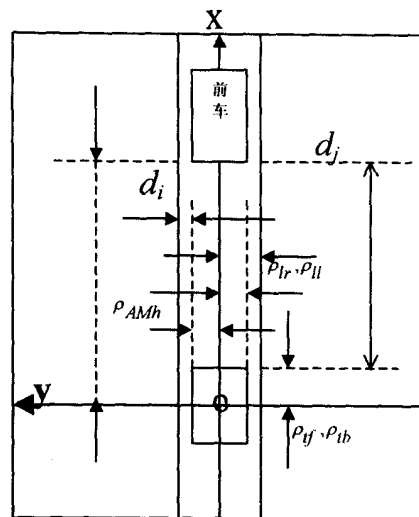 X
前
车
d_j
d_i
ρ_lr,ρ_ll
ρ_AMh
y
O
ρ_tf,ρ_tb